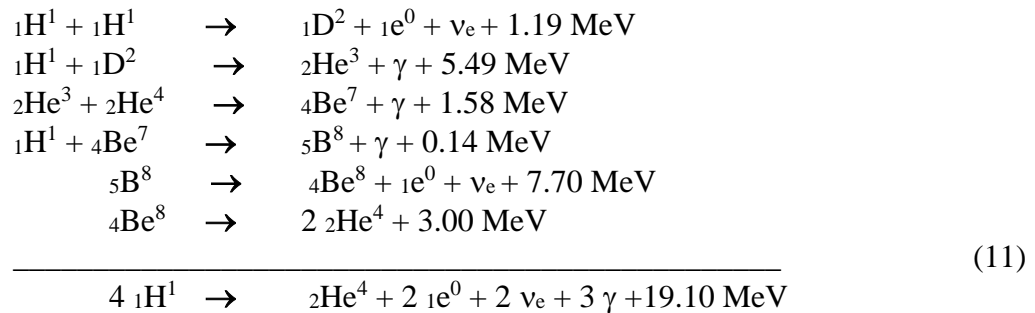 ₁H¹ + ₁H¹ → ₁D² + ₁e⁰ + νₑ + 1.19 MeV
₁H¹ + ₁D² → ₂He³ + γ + 5.49 MeV
₂He³ + ₂He⁴ → ₄Be⁷ + γ + 1.58 MeV
₁H¹ + ₄Be⁷ → ₅B⁸ + γ + 0.14 MeV
₅B⁸ → ₄Be⁸ + ₁e⁰ + νₑ + 7.70 MeV
₄Be⁸ → 2 ₂He⁴ + 3.00 MeV
(11)
4 ₁H¹ → ₂He⁴ + 2 ₁e⁰ + 2 νₑ + 3 γ +19.10 MeV